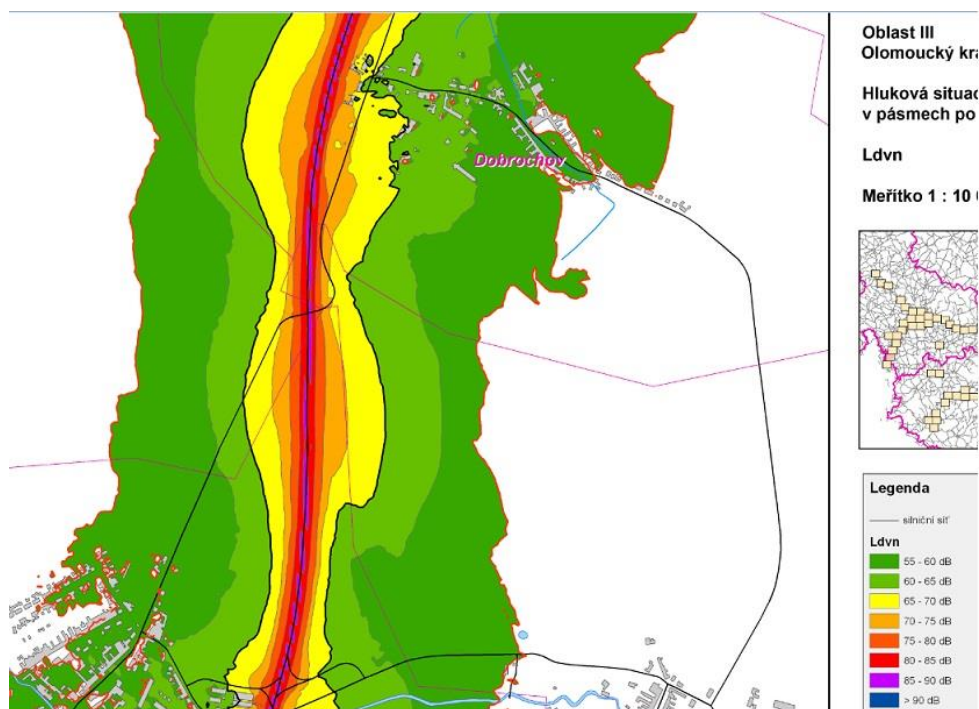 Oblast III
Olomoucký kra
Hluková situac
v pásmech po
Ldvn
Meřítko 1 : 10 0
Dobrochov
Legenda
silniční síť
Ldvn
55 - 60 dB
60 - 65 dB
65 - 70 dB
70 - 75 dB
75 - 80 dB
80 - 85 dB
85 - 90 dB
> 90 dB